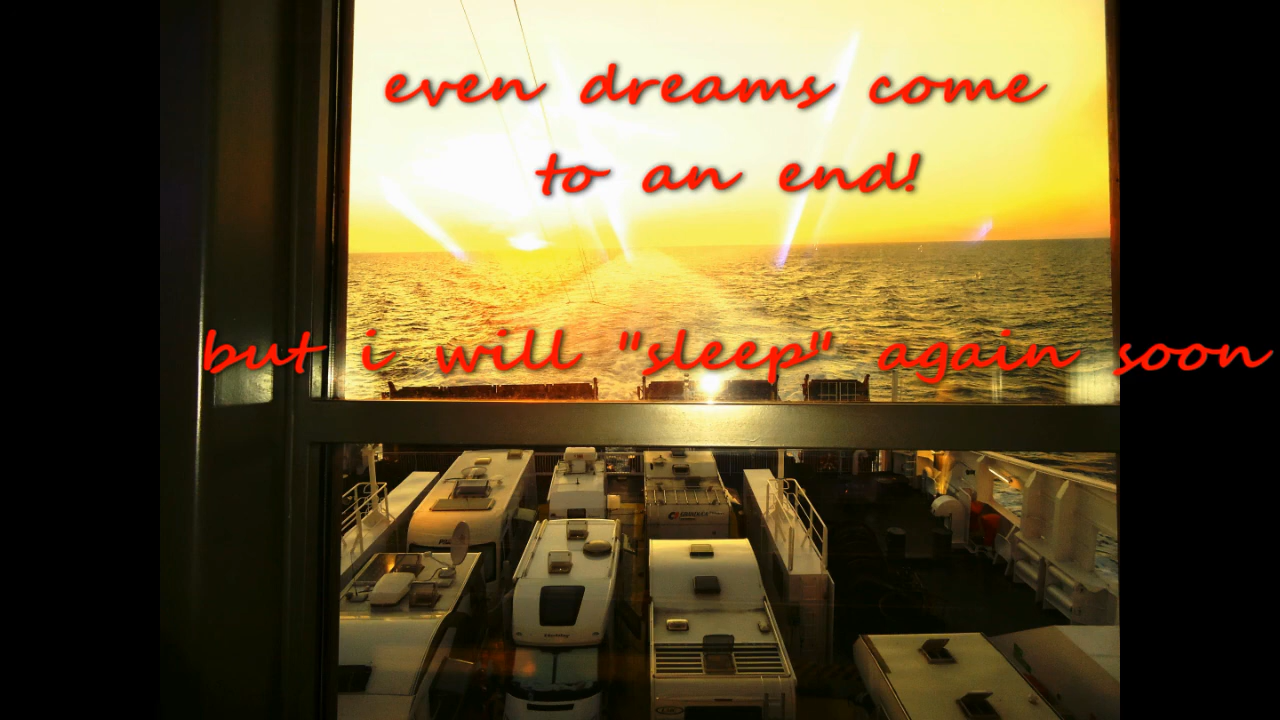 even dreams come
to an end!
but i will "sleep" again soon